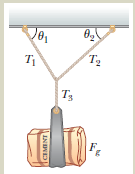 θ1 θ2
T1 T2
T3
CEMENT
Fg